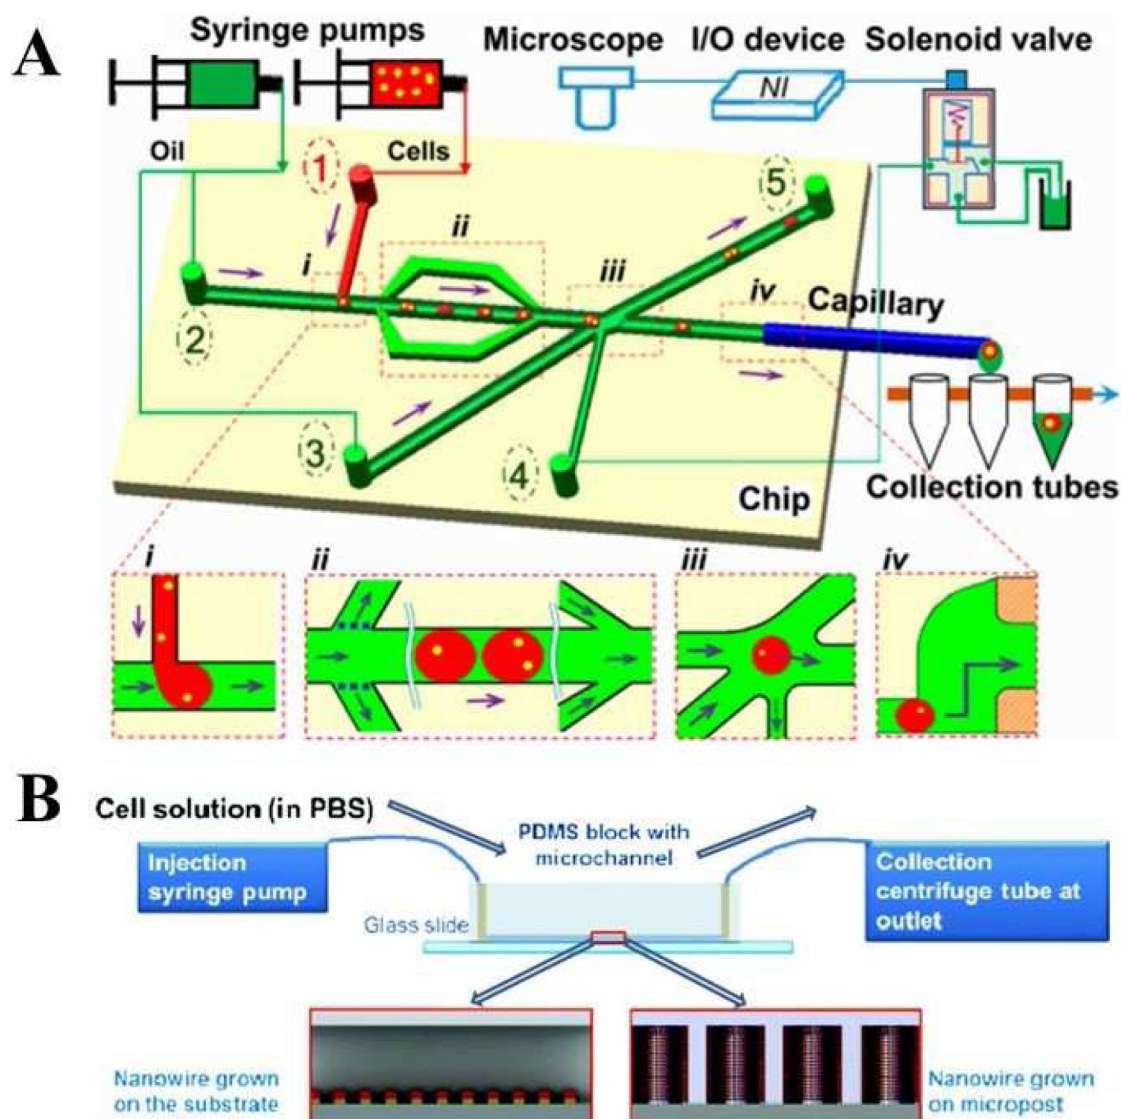 A
Syringe pumps
Microscope
I/O device
Solenoid valve
NI
Oil
Cells
1
5
ii
i
iii
iv
Capillary
2
3
4
Chip
Collection tubes
i
ii
iii
iv
B
Cell solution (in PBS)
PDMS block with
microchannel
Injection
syringe pump
Collection
centrifuge tube at
outlet
Glass slide
Nanowire grown
on the substrate
Nanowire grown
on micropost